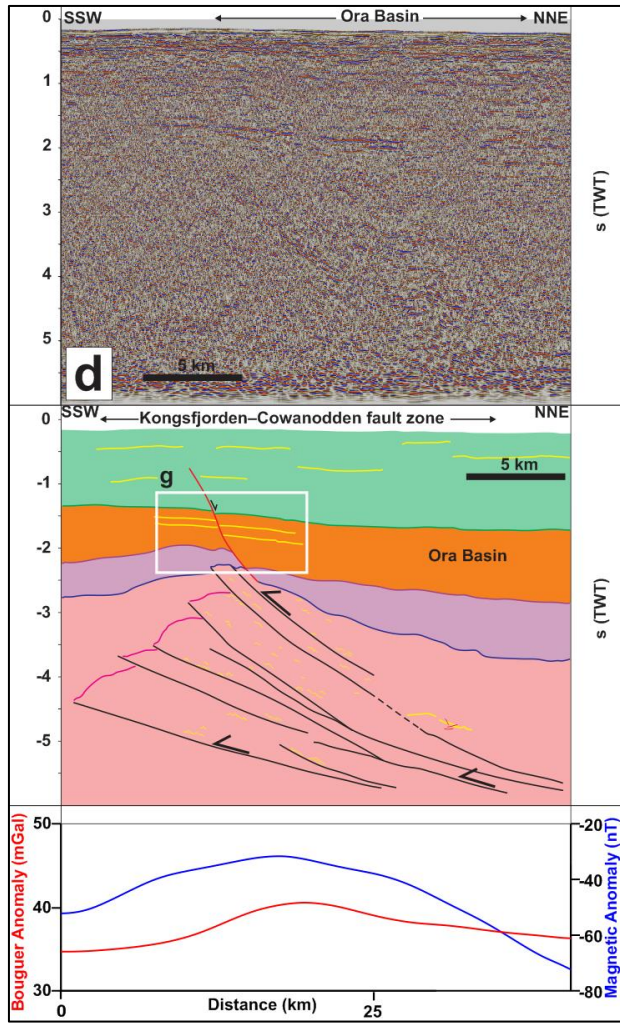 SSW Ora Basin NNE
0
1
2
3
4
5
s (TWT)
d
5 km
SSW Kongsfjorden–Cowanodden fault zone NNE
0
-1
-2
-3
-4
-5
g
5 km
Ora Basin
s (TWT)
50
40
30
Bouguer Anomaly (mGal)
-20
-40
-60
-80
Magnetic Anomaly (nT)
0 Distance (km) 25